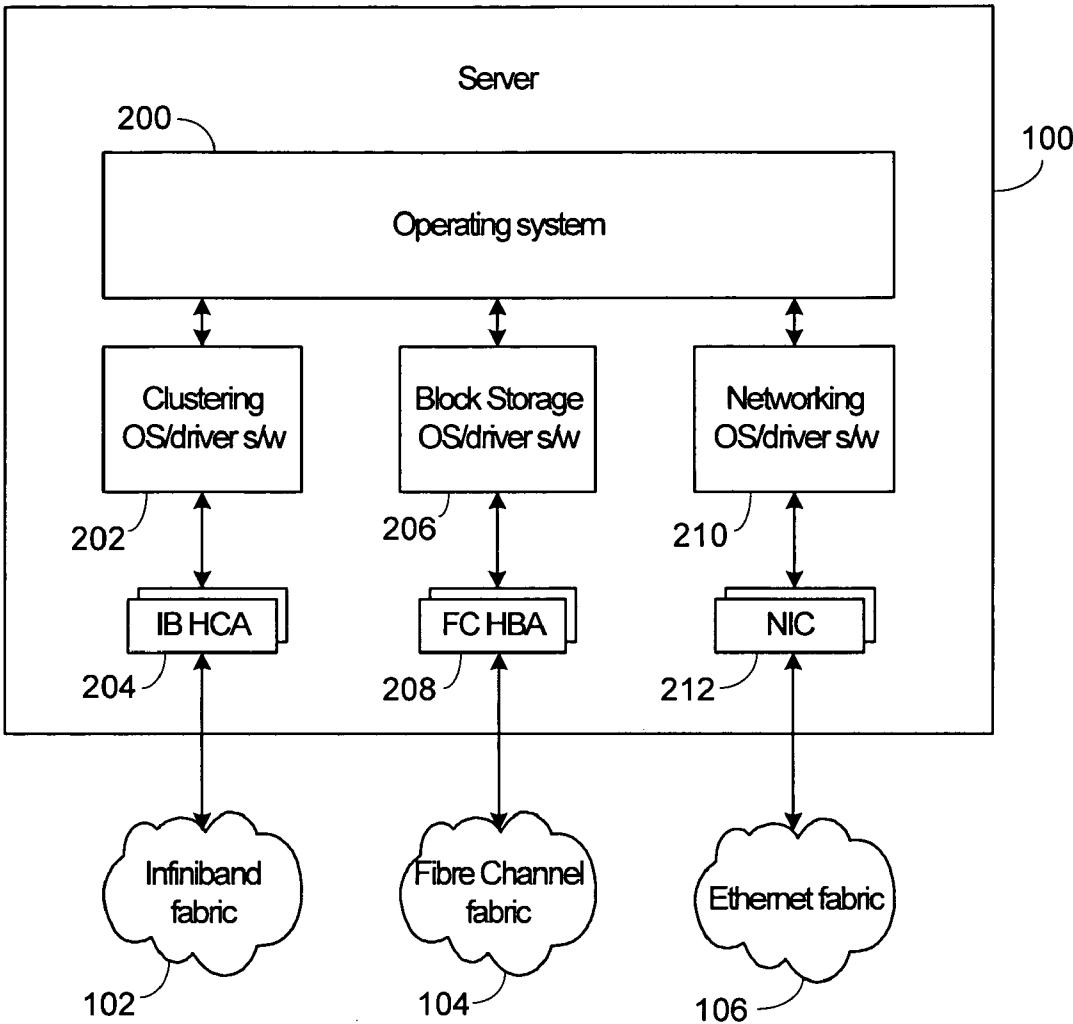 Server
200
100
Operating system
Clustering
OS/driver s/w
Block Storage
OS/driver s/w
Networking
OS/driver s/w
202
206
210
IB HCA
FC HBA
NIC
204
208
212
Infiniband
fabric
Fibre Channel
fabric
Ethernet fabric
102
104
106